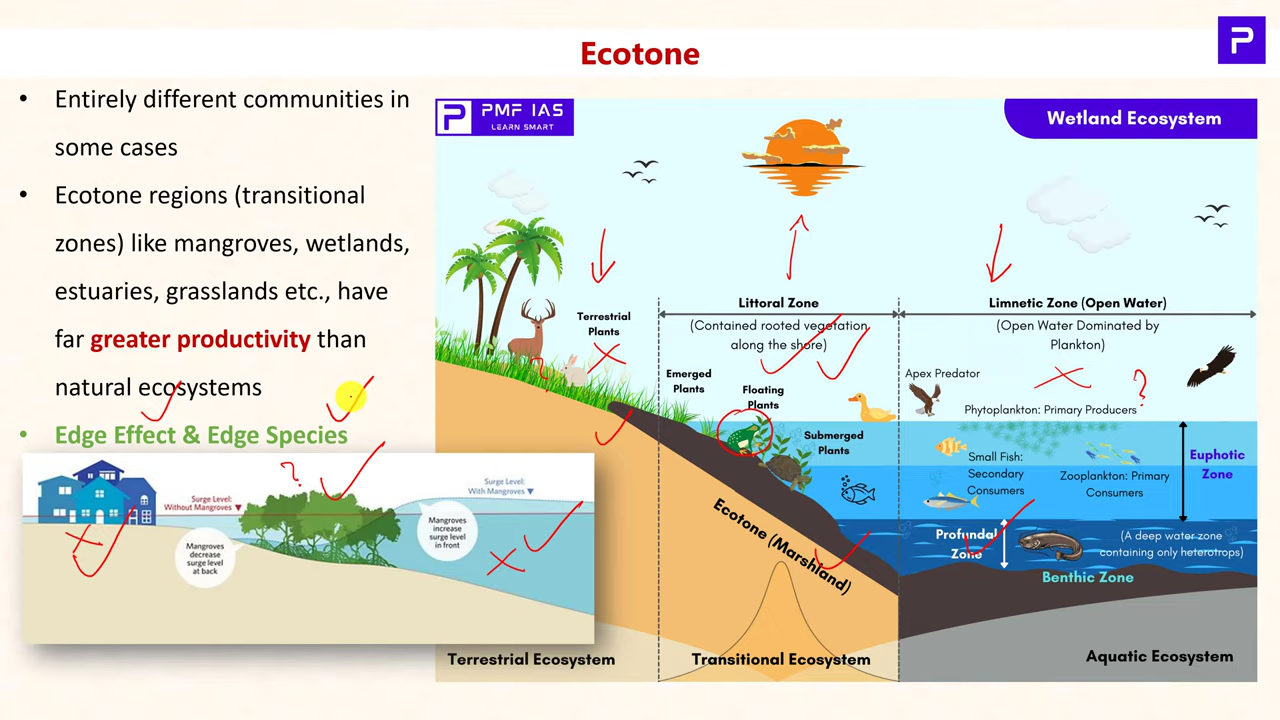 Ecotone
P
• Entirely different communities in
some cases
• Ecotone regions (transitional
zones) like mangroves, wetlands,
estuaries, grasslands etc., have
far greater productivity than
natural ecosystems
• Edge Effect & Edge Species
Surge Level:
Without Mangroves
?
Surge Level:
With Mangroves
Mangroves
decrease
surge level
at back
Mangroves
increase
surge level
in front
P PMF IAS
LEARN SMART
Wetland Ecosystem
Terrestrial
Plants
?
Littoral Zone
(Contained rooted vegetation
along the shore)
Emerged
Plants
Floating
Plants
Submerged
Plants
Limnetic Zone (Open Water)
(Open Water Dominated by
Plankton)
Apex Predator
?
Phytoplankton: Primary Producers
Small Fish:
Secondary
Consumers
Zooplankton: Primary
Consumers
Euphotic
Zone
Profundal
Zone
(A deep water zone
containing only heterotrops)
Benthic Zone
Ecotone (Marshland)
Terrestrial Ecosystem
Transitional Ecosystem
Aquatic Ecosystem